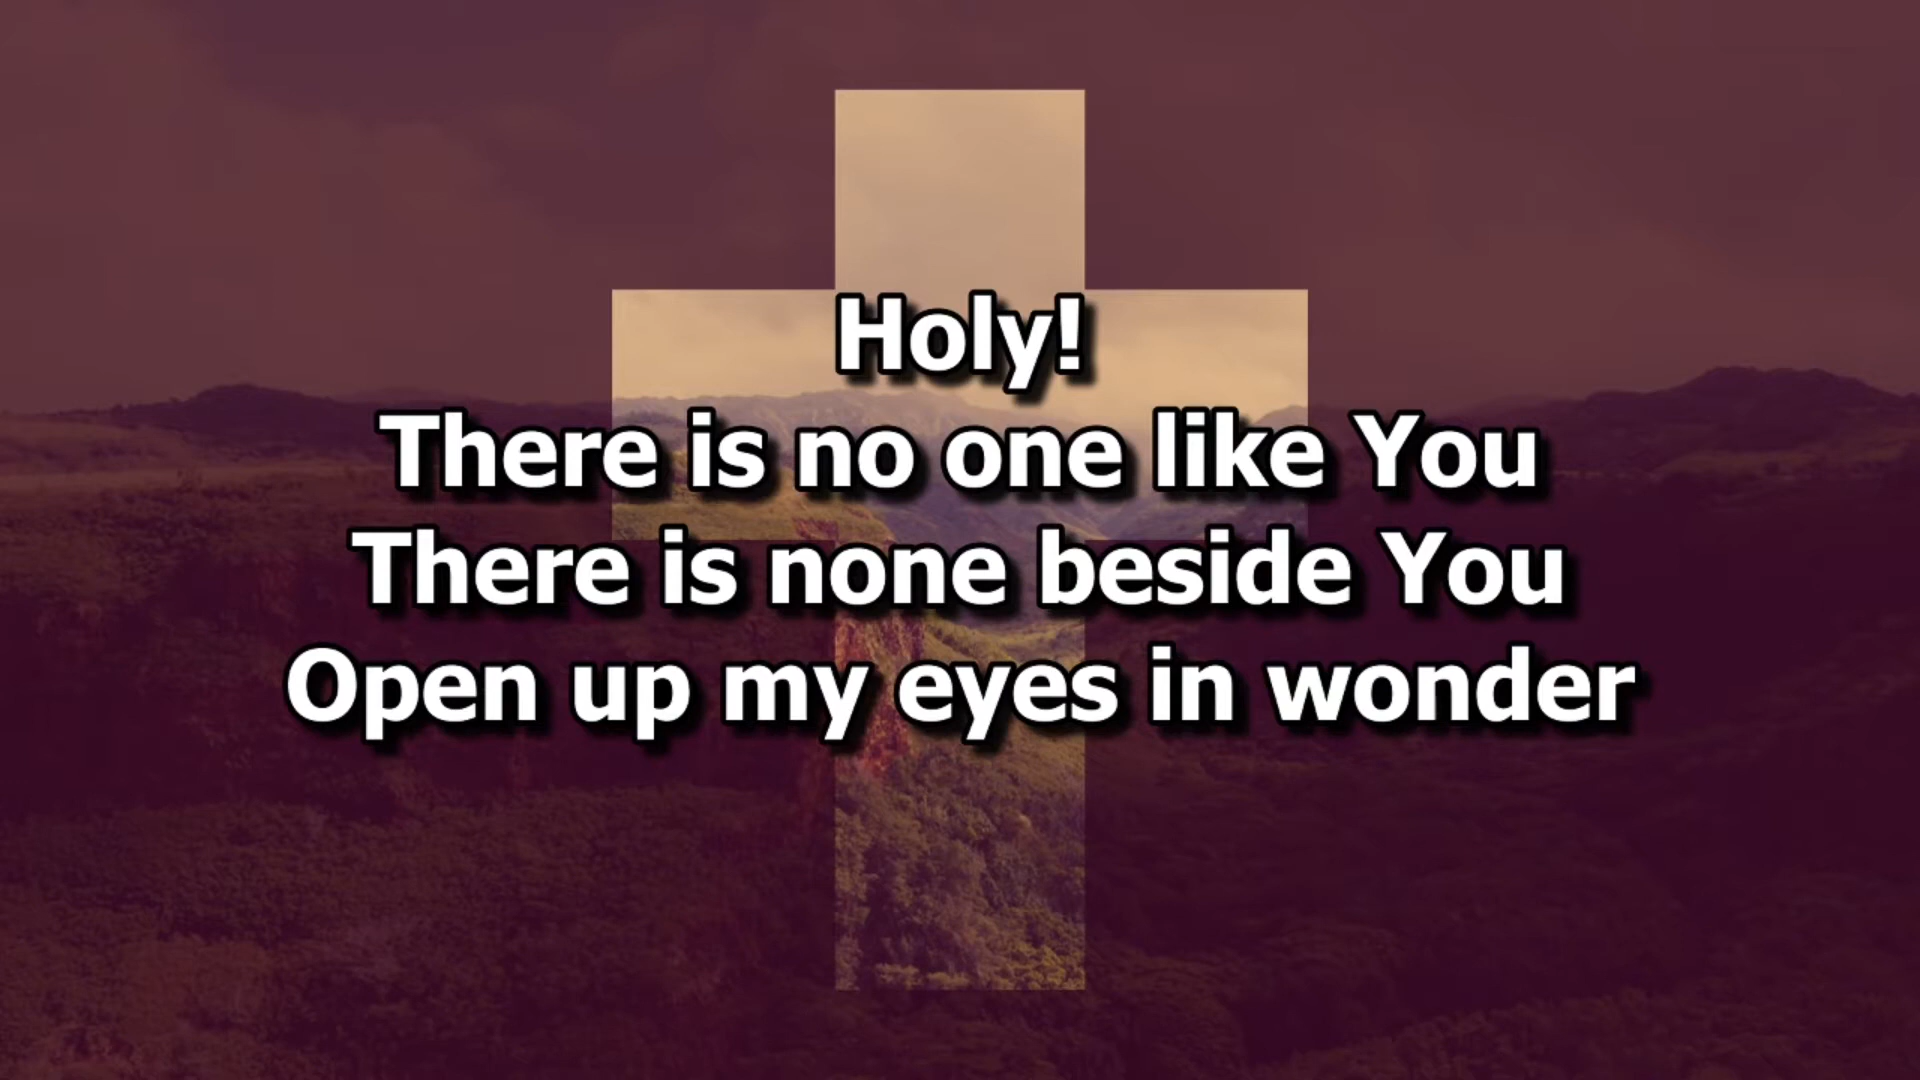 Holy!
There is no one like You
There is none beside You
Open up my eyes in wonder